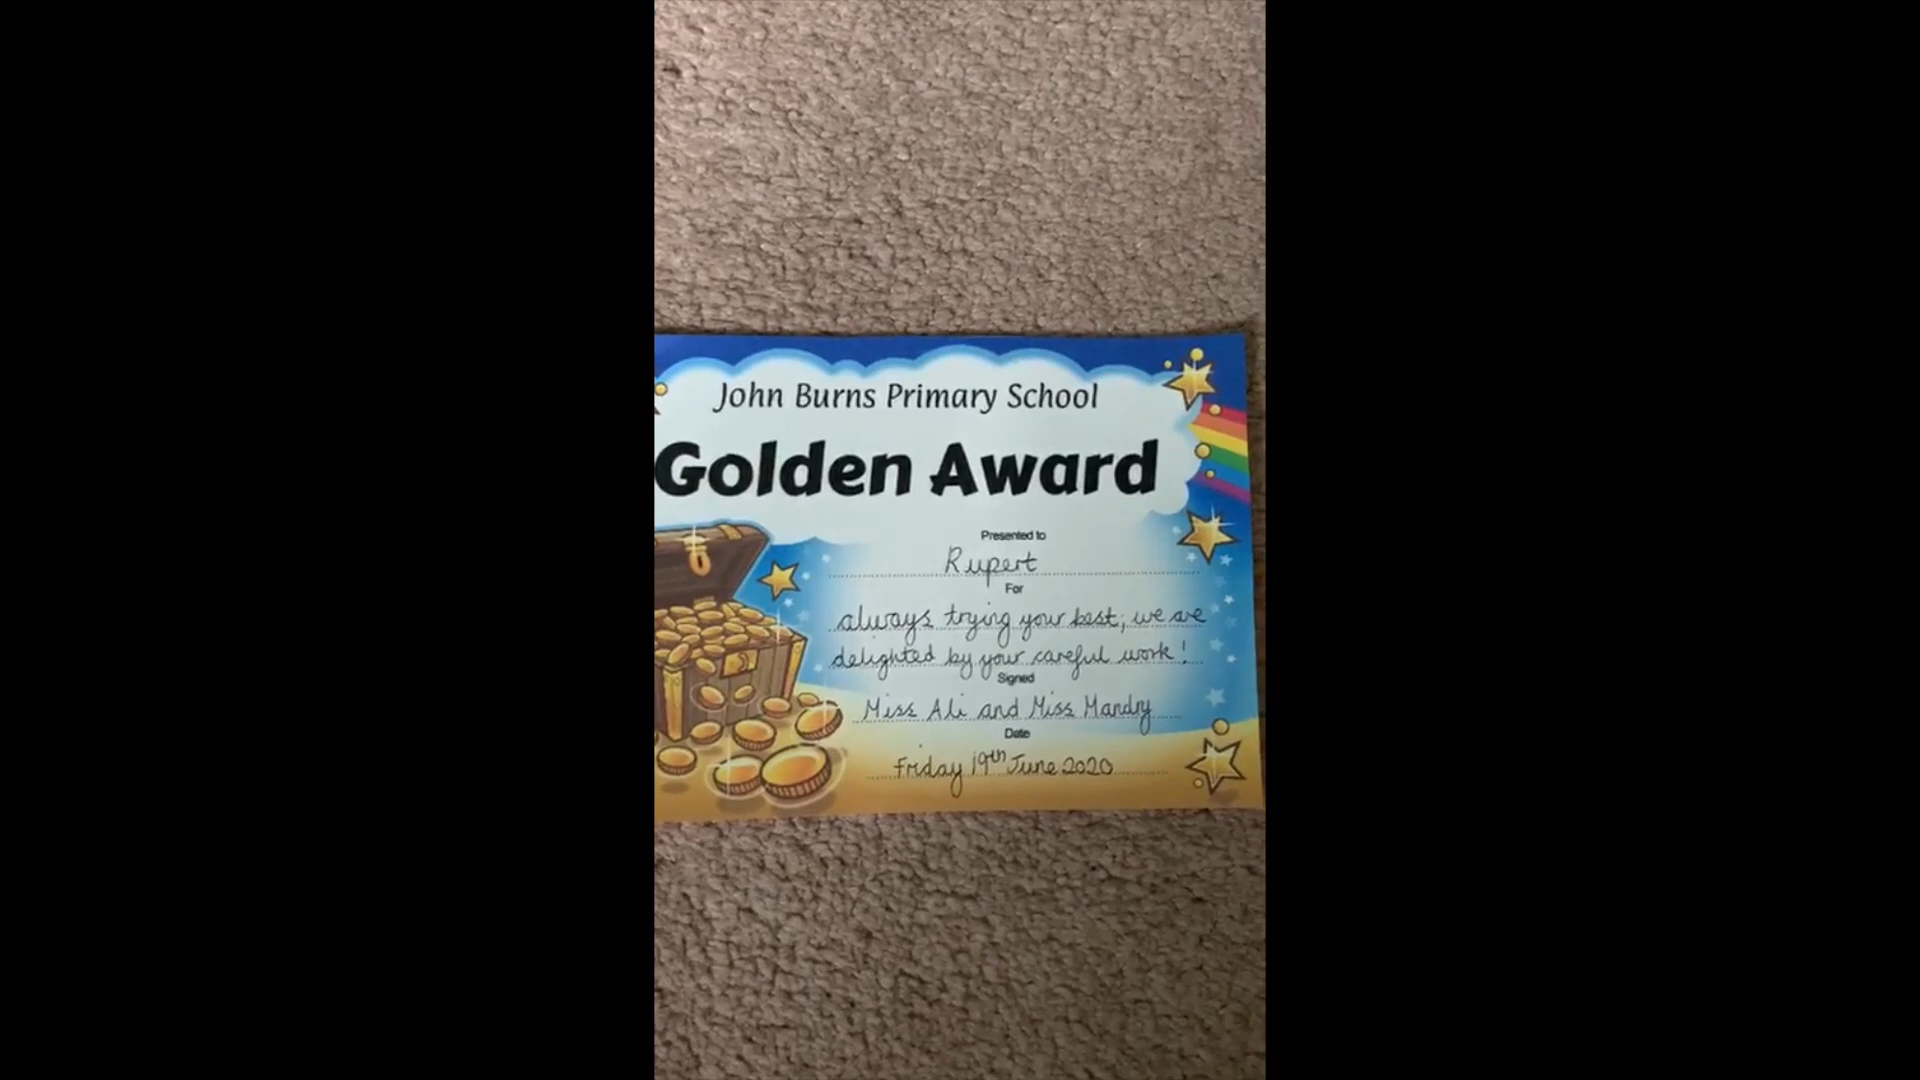 John Burns Primary School
Golden Award
Presented to
Rupert
For
always trying your best; we are
delighted by your careful work!
Signed
Miss Ali and Miss Mandry
Date
Friday 19th June 2020